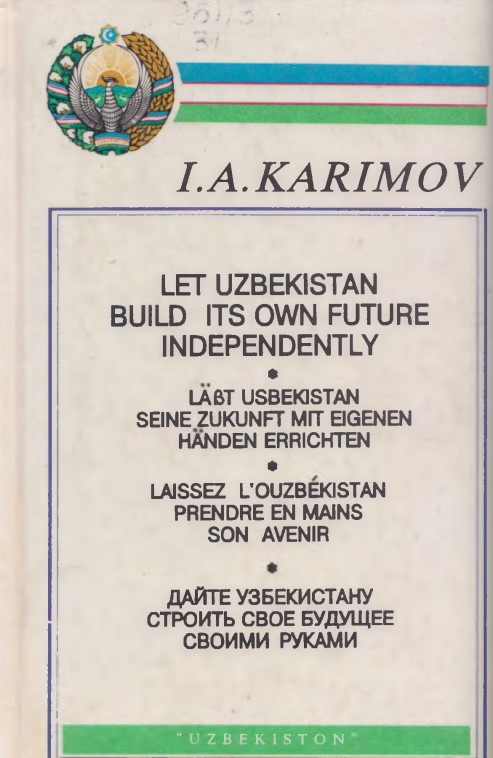 I.A.KARIMOV
LET UZBEKISTAN
BUILD ITS OWN FUTURE
INDEPENDENTLY
LÄßT USBEKISTAN
SEINE ZUKUNFT MIT EIGENEN
HÄNDEN ERRICHTEN
LAISSEZ L'OUZBÉKISTAN
PRENDRE EN MAINS
SON AVENIR
ДАЙТЕ УЗБЕКИСТАНУ
СТРОИТЬ СВОЕ БУДУЩЕЕ
СВОИМИ РУКАМИ
"UZBEKISTON"